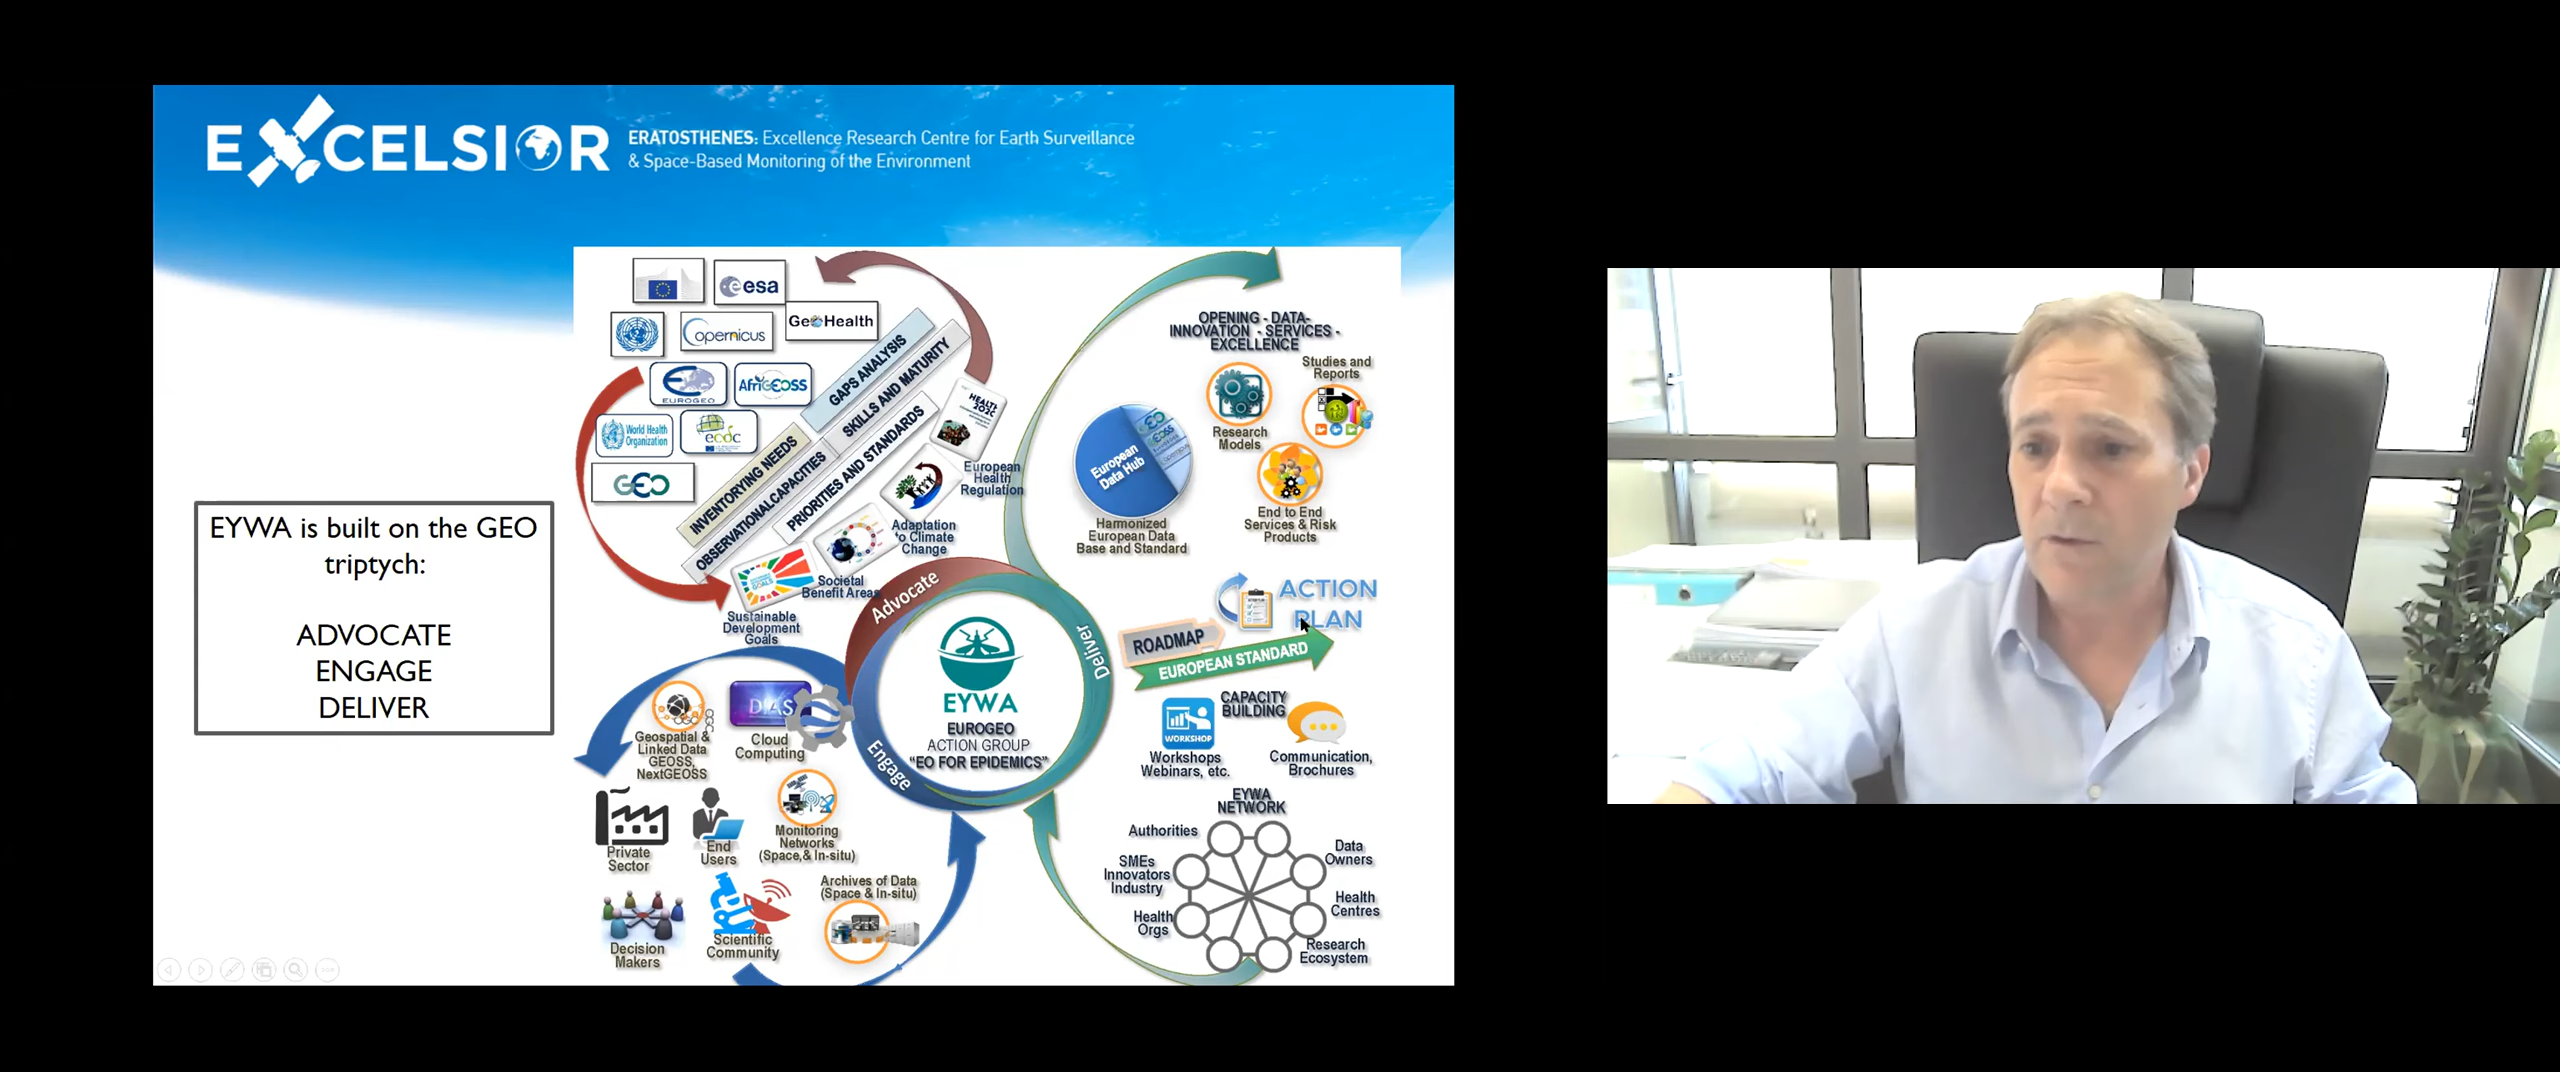 EXCELSIOR
ERATOSTHENES: Excellence Research Centre for Earth Surveillance
& Space-Based Monitoring of the Environment
EYWA is built on the GEO
triptych:
ADVOCATE
ENGAGE
DELIVER
esa
GeoHealth
Copernicus
EUROGEO
AfriGEOSS
World Health
Organization
ecdc
GEO
GAPS ANALYSIS
SKILLS AND MATURITY
INVENTORYING NEEDS
OBSERVATIONAL CAPACITIES
PRIORITIES AND STANDARDS
European
Health
Regulation
Adaptation
to Climate
Change
Societal
Benefit Areas
Sustainable
Development
Goals
Advocate
Engage
Deliver
EYWA
EUROGEO
ACTION GROUP
"EO FOR EPIDEMICS"
Geospatial &
Linked Data
GEOSS,
NextGEOSS
DIAS
Cloud
Computing
Private
Sector
End
Users
Monitoring
Networks
(Space,& In-situ)
Decision
Makers
Scientific
Community
Archives of Data
(Space & In-situ)
OPENING - DATA-
INNOVATION - SERVICES -
EXCELLENCE
European
Data Hub
GEO
GEOSS
Harmonized
European Data
Base and Standard
Research
Models
Studies and
Reports
End to End
Services & Risk
Products
ACTION
PLAN
ROADMAP
EUROPEAN STANDARD
CAPACITY
BUILDING
WORKSHOP
Workshops
Webinars, etc.
Communication,
Brochures
EYWA
NETWORK
Authorities
SMEs
Innovators
Industry
Health
Orgs
Data
Owners
Health
Centres
Research
Ecosystem